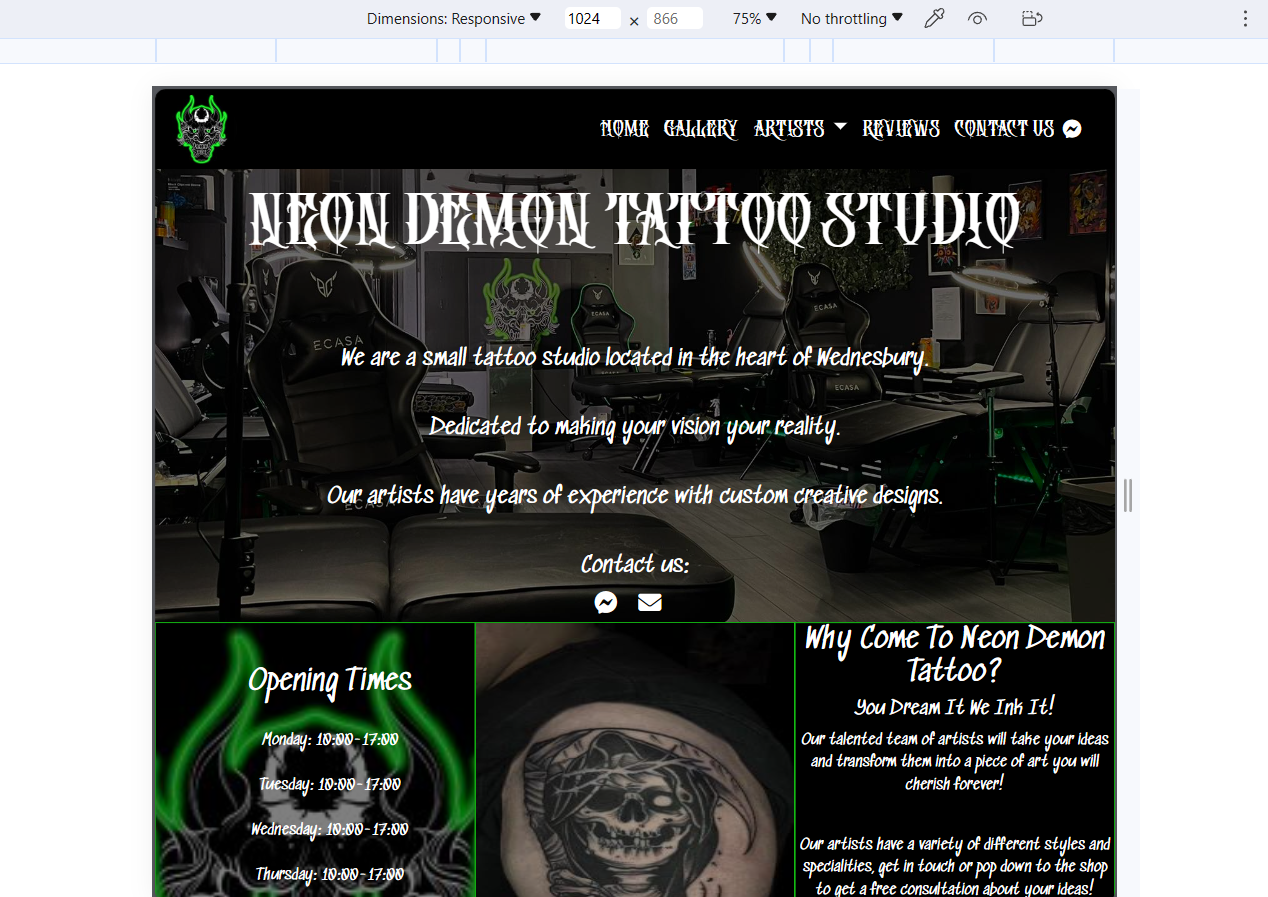 Dimensions: Responsive 1024 × 866 75% No throttling
HOME GALLERY ARTISTS REVIEWS CONTACT US
NEON DEMON TATTOO STUDIO
ECASA
ECASA
ECASA
We are a small tattoo studio located in the heart of Wednesbury.
ECASA
Dedicated to making your vision your reality.
Our artists have years of experience with custom creative designs.
ECASA
Contact us:
Opening Times
Monday: 10:00-17:00
Tuesday: 10:00-17:00
Wednesday: 10:00-17:00
Thursday: 10:00-17:00
Why Come To Neon Demon
Tattoo?
You Dream It We Ink It!
Our talented team of artists will take your ideas
and transform them into a piece of art you will
cherish forever!
Our artists have a variety of different styles and
specialities, get in touch or pop down to the shop
to get a free consultation about your ideas!